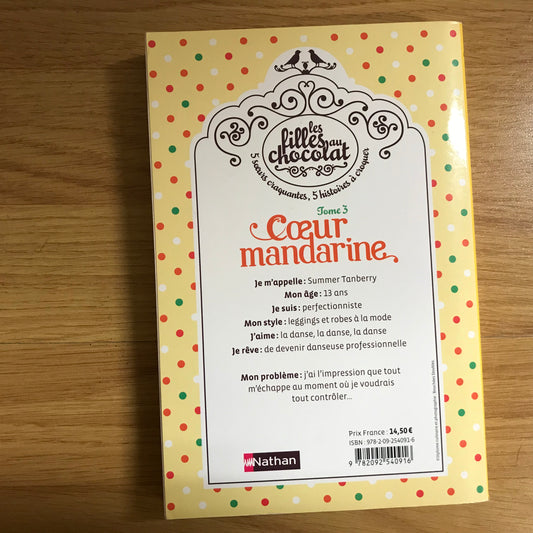 les
filles au
chocolat
5 sœurs craquantes, 5 histoires à croquer
Tome 3
Cœur
mandarine
Je m'appelle : Summer Tanberry
Mon âge : 13 ans
Je suis : perfectionniste
Mon style : leggings et robes à la mode
J'aime : la danse, la danse, la danse
Je rêve : de devenir danseuse professionnelle
Mon problème : j'ai l'impression que tout
m'échappe au moment où je voudrais
tout contrôler...
Prix France : 14,50 €
ISBN : 978-2-09-254091-6
9 782092 540916
Nathan